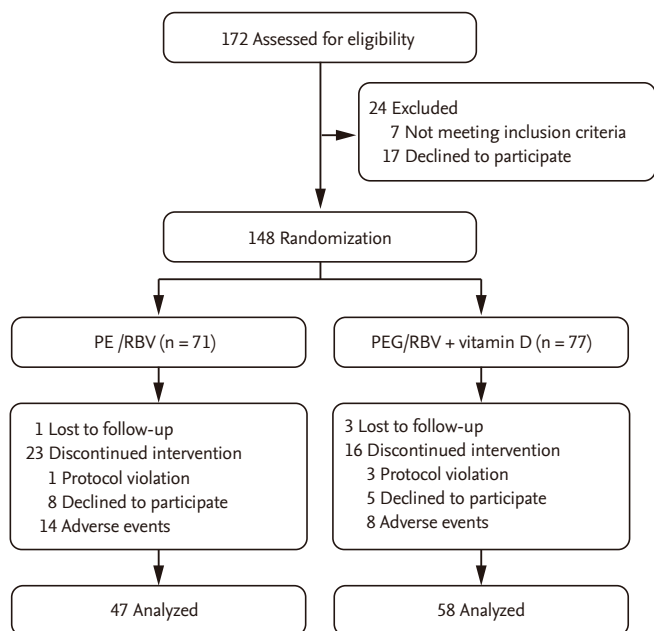 172 Assessed for eligibility
24 Excluded
7 Not meeting inclusion criteria
17 Declined to participate
148 Randomization
PE /RBV (n = 71)
PEG/RBV + vitamin D (n = 77)
1 Lost to follow-up
23 Discontinued intervention
1 Protocol violation
8 Declined to participate
14 Adverse events
3 Lost to follow-up
16 Discontinued intervention
3 Protocol violation
5 Declined to participate
8 Adverse events
47 Analyzed
58 Analyzed